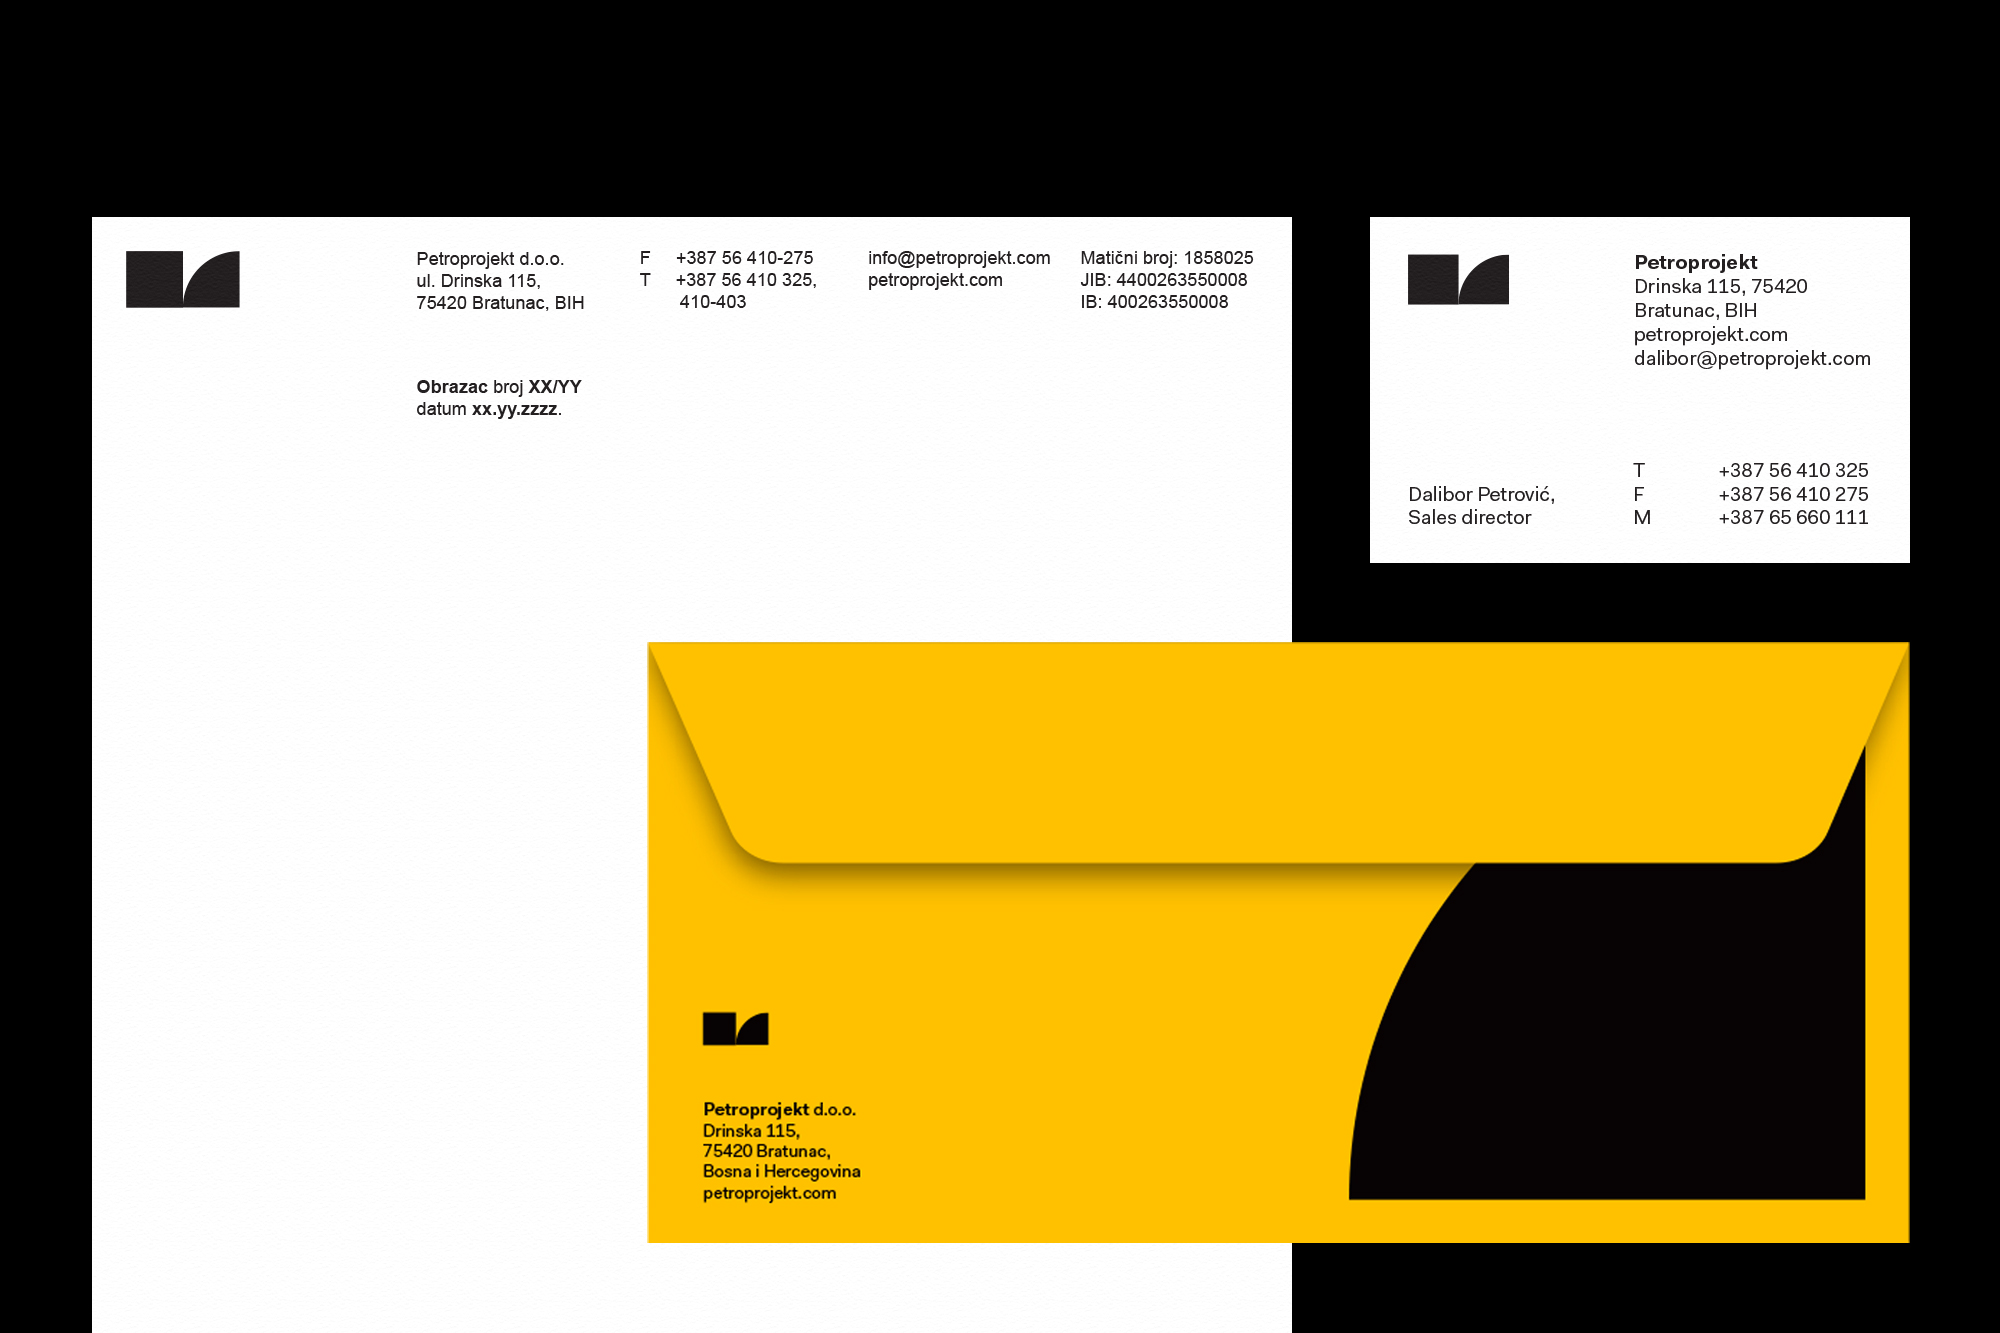 Petroprojekt d.o.o.
ul. Drinska 115,
75420 Bratunac, BIH
F +387 56 410-275
T +387 56 410 325,
410-403
info@petroprojekt.com
petroprojekt.com
Matični broj: 1858025
JIB: 4400263550008
IB: 400263550008
Obrazac broj XX/YY
datum xx.yy.zzzz.
Petroprojekt
Drinska 115, 75420
Bratunac, BIH
petroprojekt.com
dalibor@petroprojekt.com
Dalibor Petrović,
Sales director
T +387 56 410 325
F +387 56 410 275
M +387 65 660 111
Petroprojekt d.o.o.
Drinska 115,
75420 Bratunac,
Bosna i Hercegovina
petroprojekt.com